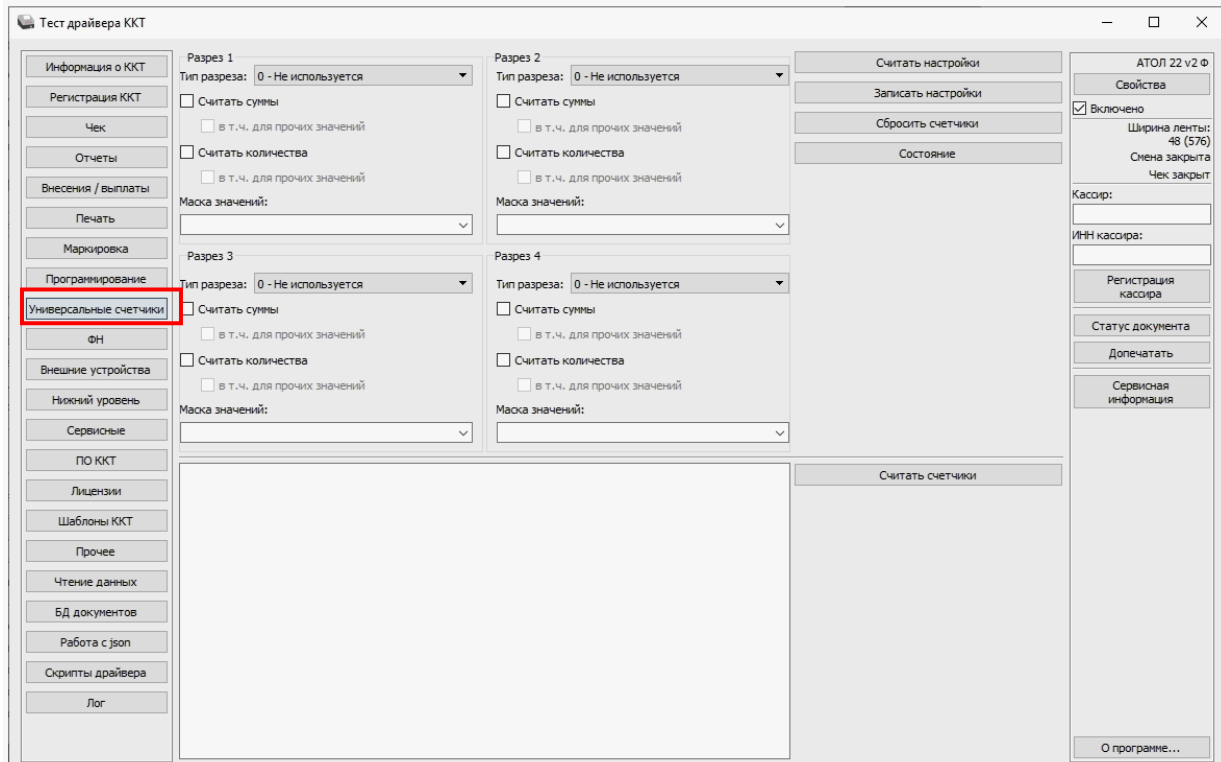 Тест драйвера ККТ
Информация о ККТ
Регистрация ККТ
Чек
Отчеты
Внесения / выплаты
Печать
Маркировка
Программирование
Универсальные счетчики
ФН
Внешние устройства
Нижний уровень
Сервисные
ПО ККТ
Лицензии
Шаблоны ККТ
Прочее
Чтение данных
БД документов
Работа с json
Скрипты драйвера
Лог
Разрез 1
Тип разреза: 0 - Не используется
Считать суммы
в т.ч. для прочих значений
Считать количества
в т.ч. для прочих значений
Маска значений:
Разрез 2
Тип разреза: 0 - Не используется
Считать суммы
в т.ч. для прочих значений
Считать количества
в т.ч. для прочих значений
Маска значений:
Разрез 3
Тип разреза: 0 - Не используется
Считать суммы
в т.ч. для прочих значений
Считать количества
в т.ч. для прочих значений
Маска значений:
Разрез 4
Тип разреза: 0 - Не используется
Считать суммы
в т.ч. для прочих значений
Считать количества
в т.ч. для прочих значений
Маска значений:
Считать настройки
Записать настройки
Сбросить счетчики
Состояние
Считать счетчики
АТОЛ 22 v2 Ф
Свойства
Включено
Ширина ленты:
48 (576)
Смена закрыта
Чек закрыт
Кассир:
ИНН кассира:
Регистрация
кассира
Статус документа
Допечатать
Сервисная
информация
О программе...